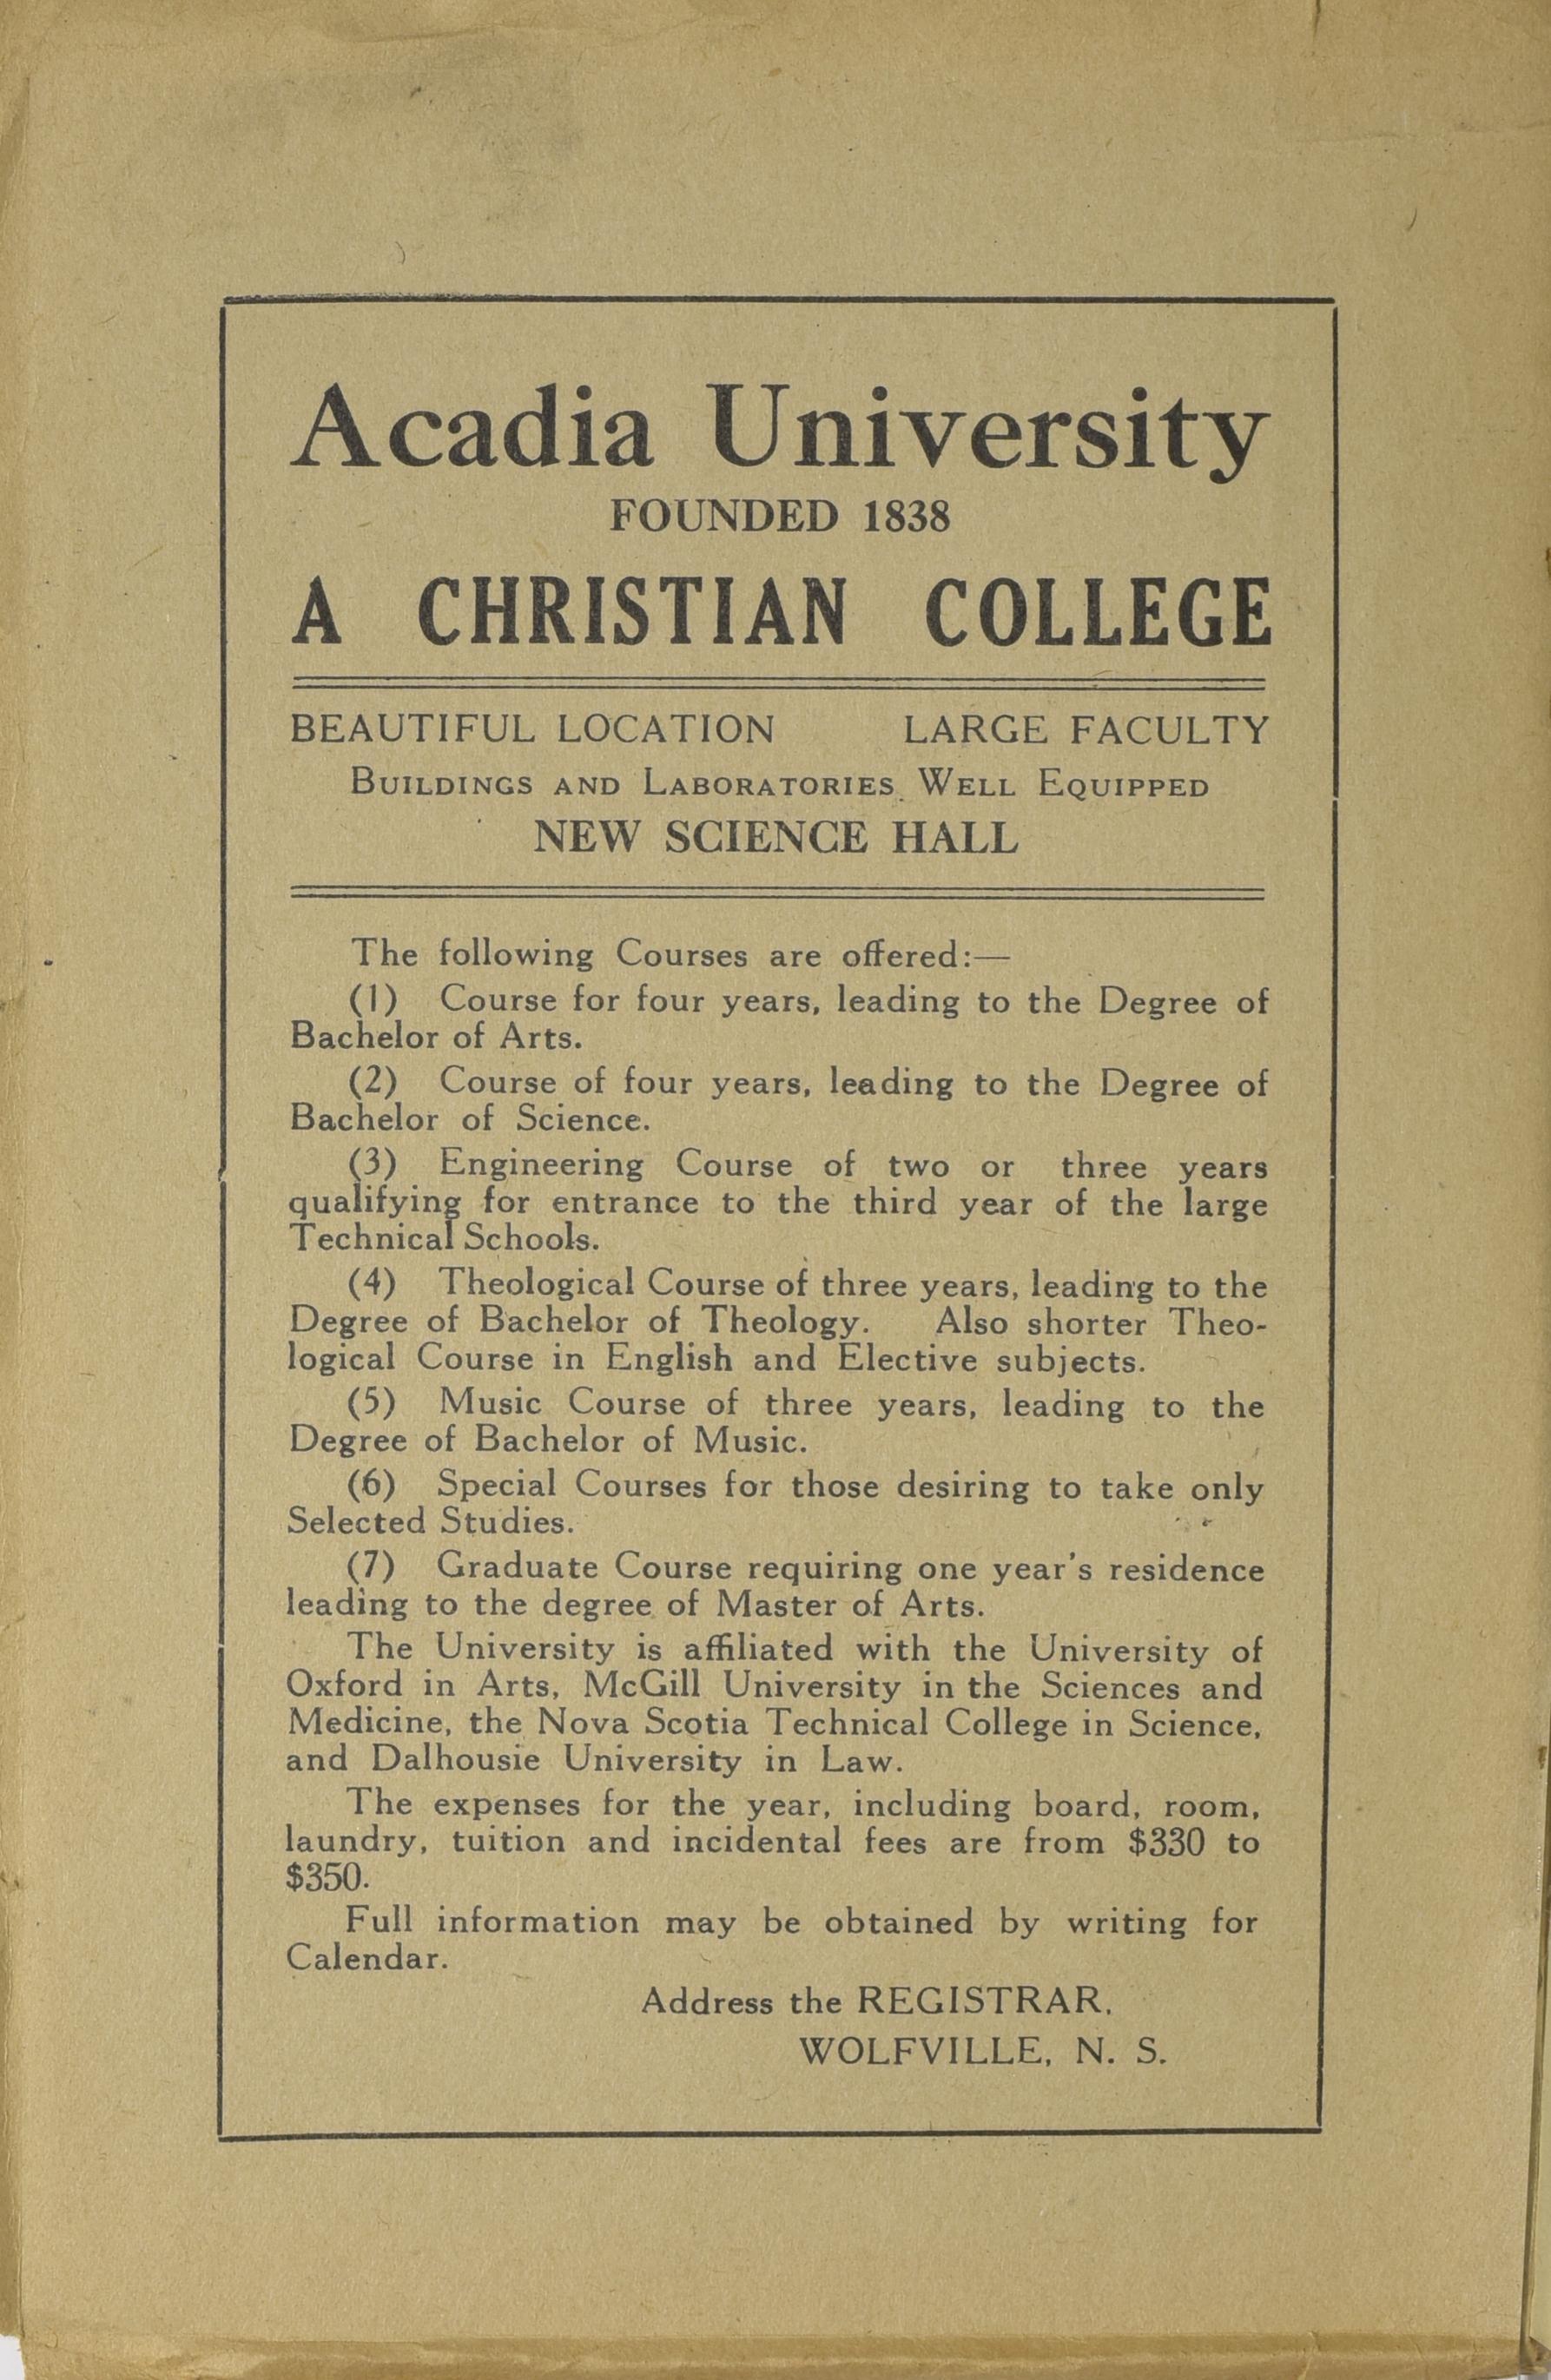 Acadia University
FOUNDED 1838
A CHRISTIAN COLLEGE
BEAUTIFUL LOCATION LARGE FACULTY
BUILDINGS AND LABORATORIES WELL EQUIPPED
NEW SCIENCE HALL
The following Courses are offered:—
(1) Course for four years, leading to the Degree of
Bachelor of Arts.
(2) Course of four years, leading to the Degree of
Bachelor of Science.
(3) Engineering Course of two or three years
qualifying for entrance to the third year of the large
Technical Schools.
(4) Theological Course of three years, leading to the
Degree of Bachelor of Theology. Also shorter Theo-
logical Course in English and Elective subjects.
(5) Music Course of three years, leading to the
Degree of Bachelor of Music.
(6) Special Courses for those desiring to take only
Selected Studies.
(7) Graduate Course requiring one year's residence
leading to the degree of Master of Arts.
The University is affiliated with the University of
Oxford in Arts, McGill University in the Sciences and
Medicine, the Nova Scotia Technical College in Science,
and Dalhousie University in Law.
The expenses for the year, including board, room,
laundry, tuition and incidental fees are from $330 to
$350.
Full information may be obtained by writing for
Calendar.
Address the REGISTRAR,
WOLFVILLE, N. S.